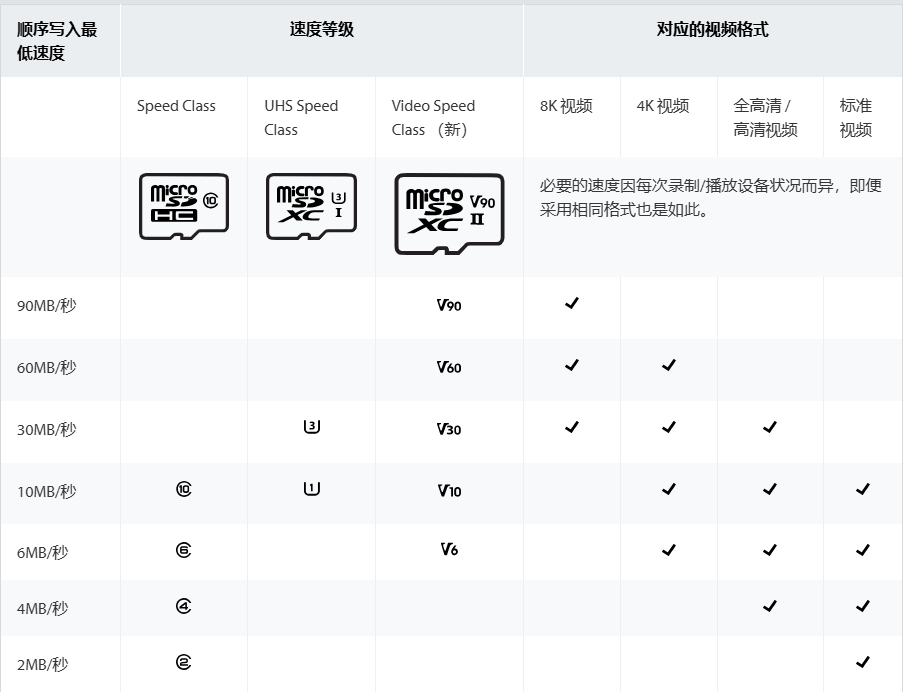 顺序写入最
低速度
速度等级
对应的视频格式
Speed Class
UHS Speed
Class
Video Speed
Class （新）
8K 视频
4K 视频
全高清 /
高清视频
标准
视频
micro
SD
HC
10
micro
SD
XC
3
I
micro
SD
XC
V90
II
必要的速度因每次录制/播放设备状况而异，即便
采用相同格式也是如此。
90MB/秒
V90
60MB/秒
V60
30MB/秒
3
V30
10MB/秒
10
1
V10
6MB/秒
6
V6
4MB/秒
4
2MB/秒
2